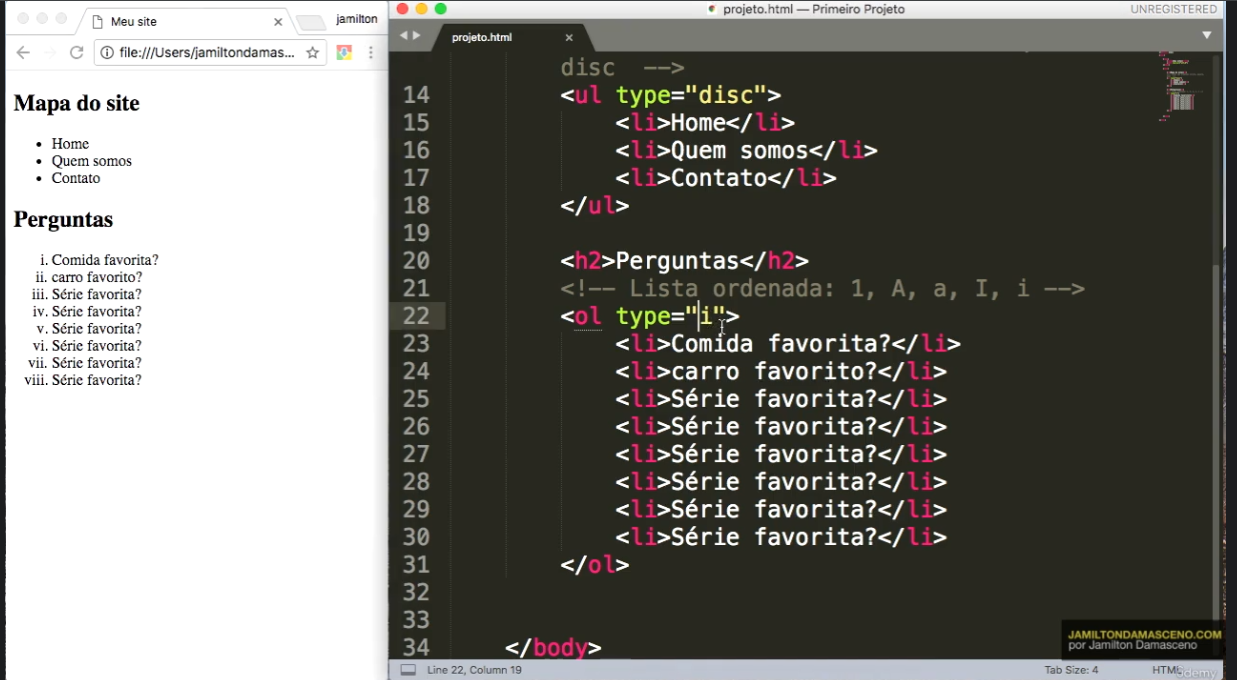 Meu site
jamilton
file:///Users/jamiltondamas...
Mapa do site
• Home
• Quem somos
• Contato
Perguntas
i. Comida favorita?
ii. carro favorito?
iii. Série favorita?
iv. Série favorita?
v. Série favorita?
vi. Série favorita?
vii. Série favorita?
viii. Série favorita?
projeto.html — Primeiro Projeto
UNREGISTERED
projeto.html
disc -->
14 <ul type="disc">
15 <li>Home</li>
16 <li>Quem somos</li>
17 <li>Contato</li>
18 </ul>
19
20 <h2>Perguntas</h2>
21 <!-- Lista ordenada: 1, A, a, I, i -->
22 <ol type="i">
23 <li>Comida favorita?</li>
24 <li>carro favorito?</li>
25 <li>Série favorita?</li>
26 <li>Série favorita?</li>
27 <li>Série favorita?</li>
28 <li>Série favorita?</li>
29 <li>Série favorita?</li>
30 <li>Série favorita?</li>
31 </ol>
32
33
34 </body>
JAMILTONDAMASCENO.COM
por Jamilton Damasceno
Line 22, Column 19
Tab Size: 4
HTML
Udemy